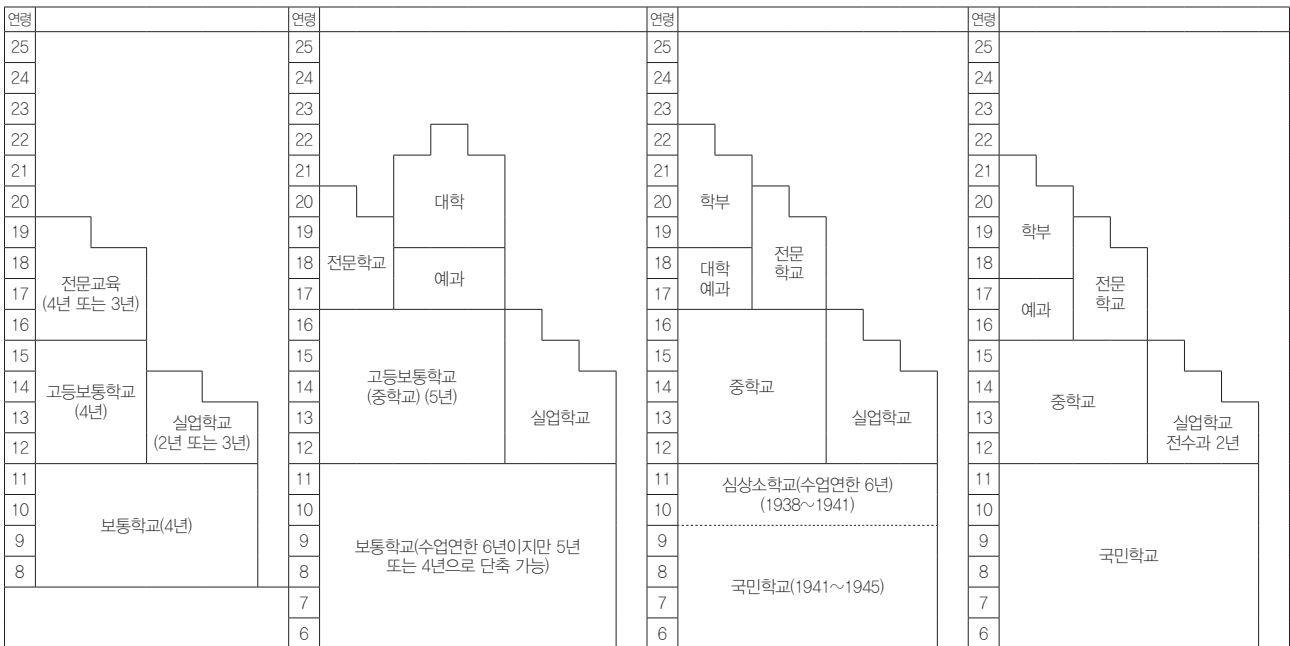 연령
25
24
23
22
21
20
19
18
17
16
15
14
13
12
11
10
9
8
전문교육
(4년 또는 3년)
고등보통학교
(4년)
실업학교
(2년 또는 3년)
보통학교(4년)
연령
25
24
23
22
21
20
19
18
17
16
15
14
13
12
11
10
9
8
7
6
대학
전문학교
예과
고등보통학교
(중학교) (5년)
실업학교
보통학교(수업연한 6년이지만 5년
또는 4년으로 단축 가능)
연령
25
24
23
22
21
20
19
18
17
16
15
14
13
12
11
10
9
8
7
6
학부
전문
학교
대학
예과
중학교
실업학교
심상소학교(수업연한 6년)
(1938～1941)
국민학교(1941～1945)
연령
25
24
23
22
21
20
19
18
17
16
15
14
13
12
11
10
9
8
7
6
학부
전문
학교
예과
중학교
실업학교
전수과 2년
국민학교